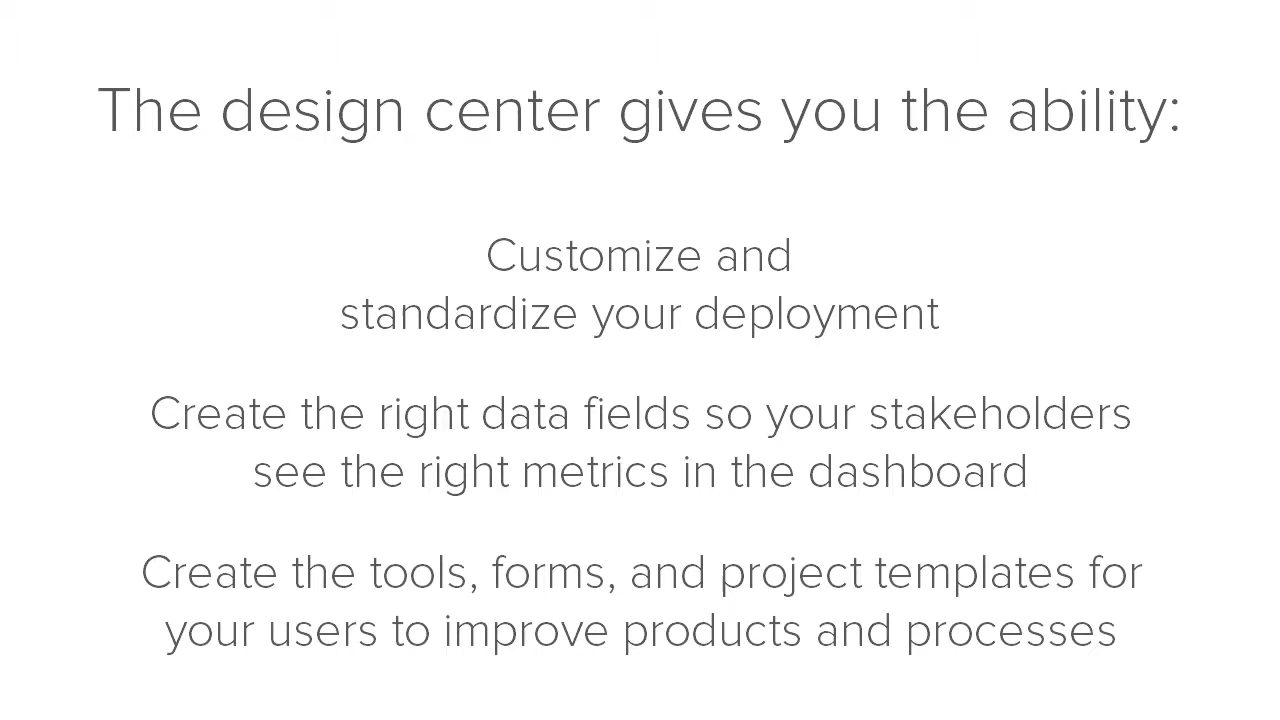 The design center gives you the ability:
Customize and
standardize your deployment
Create the right data fields so your stakeholders
see the right metrics in the dashboard
Create the tools, forms, and project templates for
your users to improve products and processes